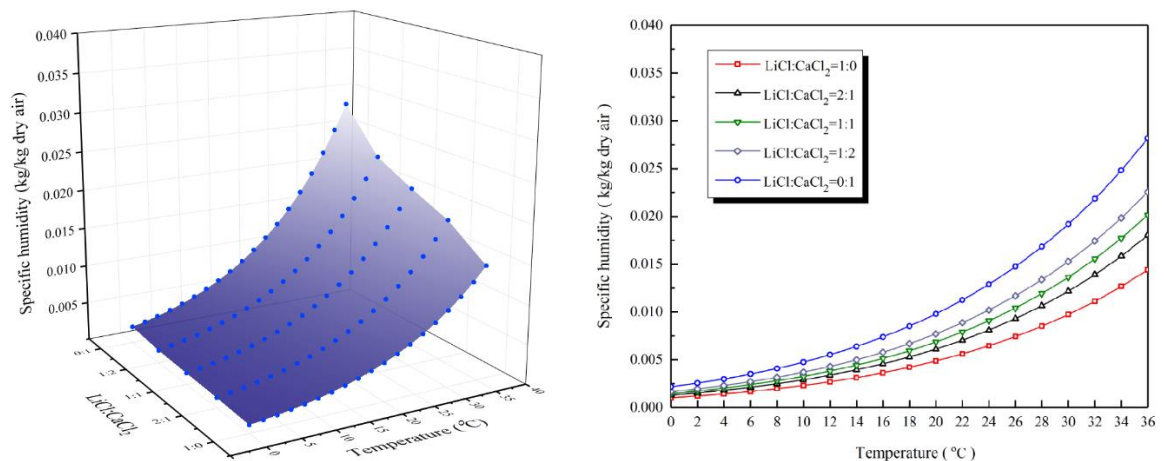 0.040
0.035
0.030
0.025
0.020
0.015
0.010
0.005
Specific humidity (kg/kg dry air)
0:1
1:2
1:1
2:1
1:0
LiCl:CaCl₂
0
5
10
15
20
25
30
35
40
Temperature (°C)
0.040
0.035
0.030
0.025
0.020
0.015
0.010
0.005
0.000
Specific humidity ( kg/kg dry air)
LiCl:CaCl₂=1:0
LiCl:CaCl₂=2:1
LiCl:CaCl₂=1:1
LiCl:CaCl₂=1:2
LiCl:CaCl₂=0:1
0 2 4 6 8 10 12 14 16 18 20 22 24 26 28 30 32 34 36
Temperature ( °C)